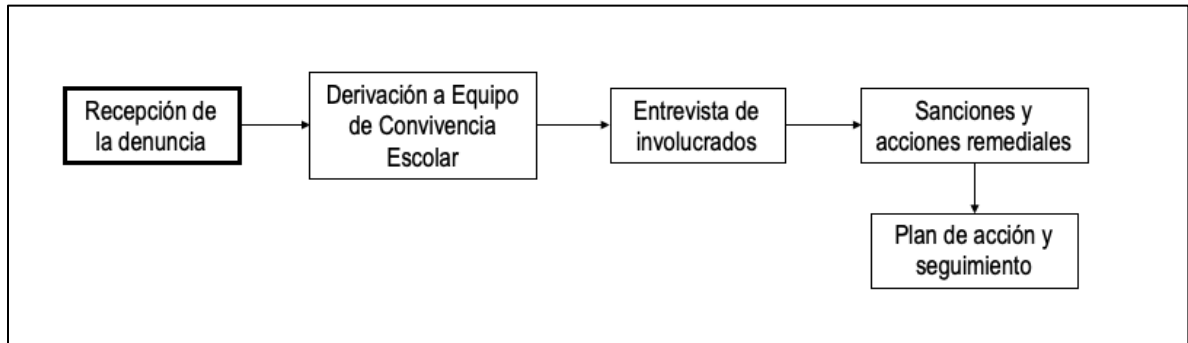 Recepción de
la denuncia
Derivación a Equipo
de Convivencia
Escolar
Entrevista de
involucrados
Sanciones y
acciones remediales
Plan de acción y
seguimiento